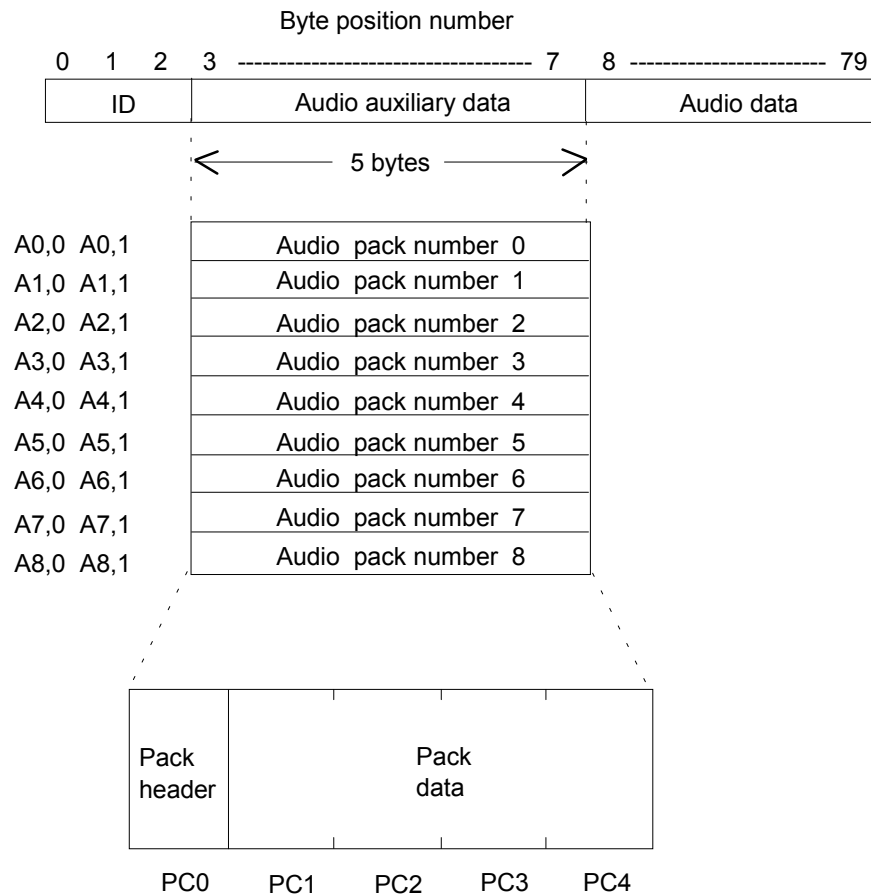 Byte position number
0 1 2 3 ----------------------------------- 7 8 ------------------------ 79
ID Audio auxiliary data Audio data
5 bytes
A0,0 A0,1 Audio pack number 0
A1,0 A1,1 Audio pack number 1
A2,0 A2,1 Audio pack number 2
A3,0 A3,1 Audio pack number 3
A4,0 A4,1 Audio pack number 4
A5,0 A5,1 Audio pack number 5
A6,0 A6,1 Audio pack number 6
A7,0 A7,1 Audio pack number 7
A8,0 A8,1 Audio pack number 8
Pack header
Pack data
PC0 PC1 PC2 PC3 PC4